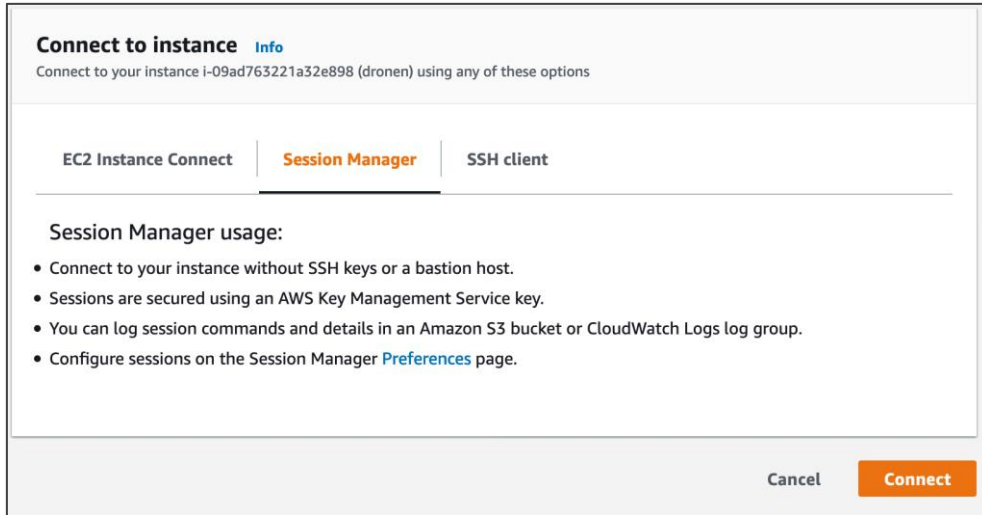 Connect to instance Info
Connect to your instance i-09ad763221a32e898 (dronen) using any of these options
EC2 Instance Connect Session Manager SSH client
Session Manager usage:
• Connect to your instance without SSH keys or a bastion host.
• Sessions are secured using an AWS Key Management Service key.
• You can log session commands and details in an Amazon S3 bucket or CloudWatch Logs log group.
• Configure sessions on the Session Manager Preferences page.
Cancel Connect